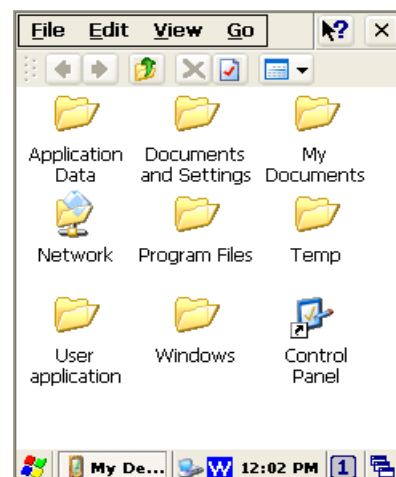 File Edit View Go ?
Application Data
Documents and Settings
My Documents
Network
Program Files
Temp
User application
Windows
Control Panel
My De... W 12:02 PM 1